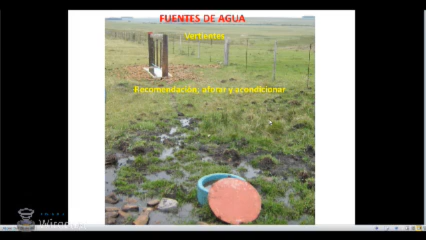 FUENTES DE AGUA
Vertientes
Recomendación; aforar y acondicionar